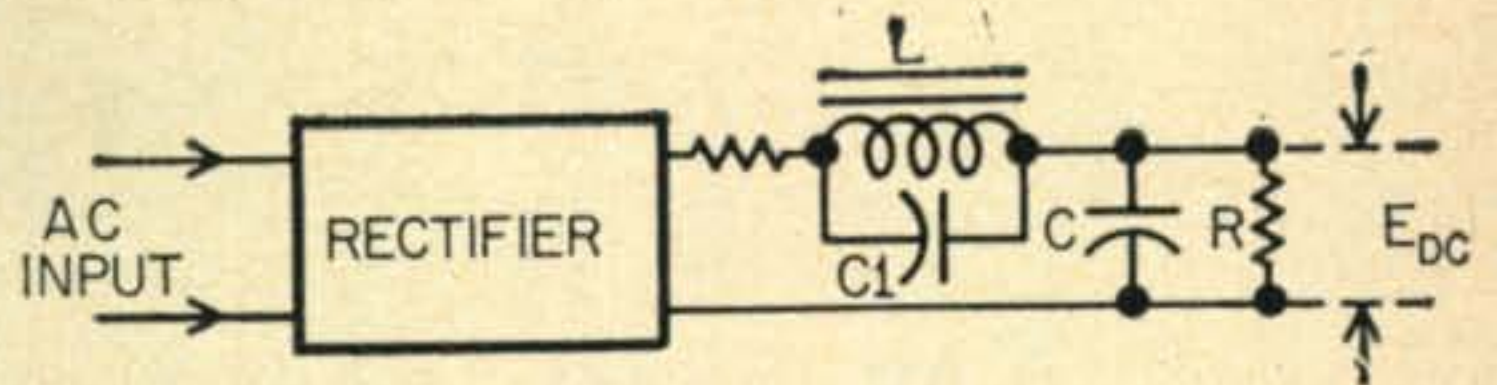 L
AC
INPUT
RECTIFIER
C1
C
R
E_DC